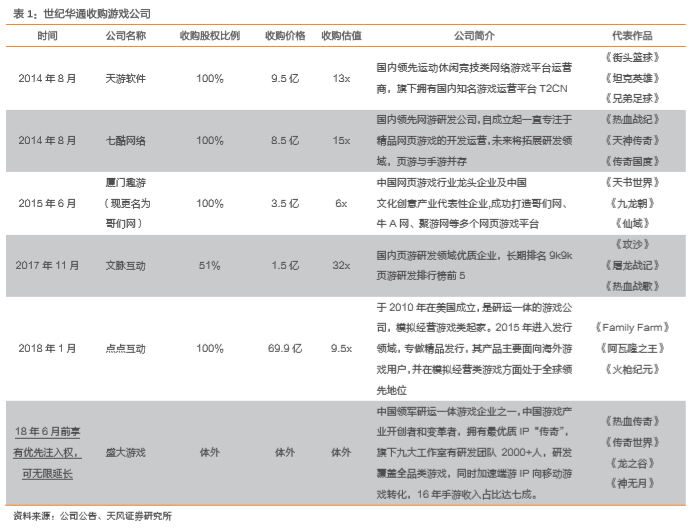 表 1：世纪华通收购游戏公司
时间 公司名称 收购股权比例 收购价格 收购估值 公司简介 代表作品
2014 年 8 月 天游软件 100% 9.5 亿 13x
国内领先运动休闲竞技类网络游戏平台运营
商，旗下拥有国内知名游戏运营平台 T2CN
《街头篮球》
《坦克英雄》
《兄弟足球》
2014 年 8 月 七酷网络 100% 8.5 亿 15x
国内领先网游研发公司，自成立起一直专注于
精品网页游戏的开发运营，未来将拓展研发领
域，页游与手游并存
《热血战纪》
《天神传奇》
《传奇国度》
2015 年 6 月
厦门趣游
（现更名为
哥们网）
100% 3.5 亿 6x
中国网页游戏行业龙头企业及中国
文化创意产业代表性企业,成功打造哥们网、
牛 A 网、聚游网等多个网页游戏平台
《天书世界》
《九龙朝》
《仙域》
2017 年 11 月 文脉互动 51% 1.5 亿 32x
国内页游研发领域优质企业，长期排名 9k9k
页游研发排行榜前 5
《攻沙》
《屠龙战记》
《热血战歌》
2018 年 1 月 点点互动 100% 69.9 亿 9.5x
于 2010 年在美国成立，是研运一体的游戏公
司，模拟经营游戏类起家。2015 年进入发行
领域，专做精品发行，其产品主要面向海外游
戏用户，并在模拟经营类游戏方面处于全球领
先地位
《Family Farm》
《阿瓦隆之王》
《火枪纪元》
18 年 6 月前享
有优先注入权，
可无限延长
盛大游戏 体外 体外 体外
中国领军研运一体游戏企业之一，中国游戏产
业开创者和变革者，拥有最优质 IP“传奇”，
旗下九大工作室有研发团队 2000+人，研发
覆盖全品类游戏，同时加速端游 IP 向移动游
戏转化，16 年手游收入占比达七成。
《热血传奇》
《传奇世界》
《龙之谷》
《神无月》
资料来源：公司公告、天风证券研究所